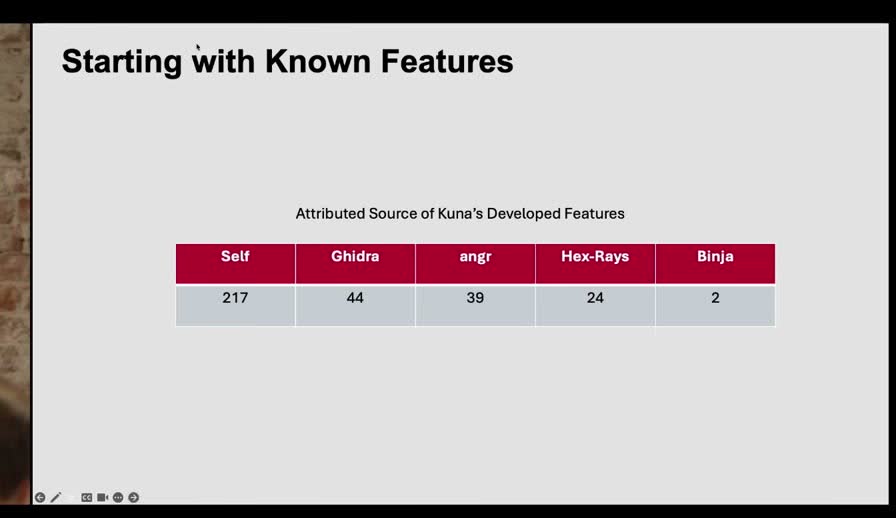 Starting with Known Features
Attributed Source of Kuna's Developed Features
Self Ghidra angr Hex-Rays Binja
217 44 39 24 2